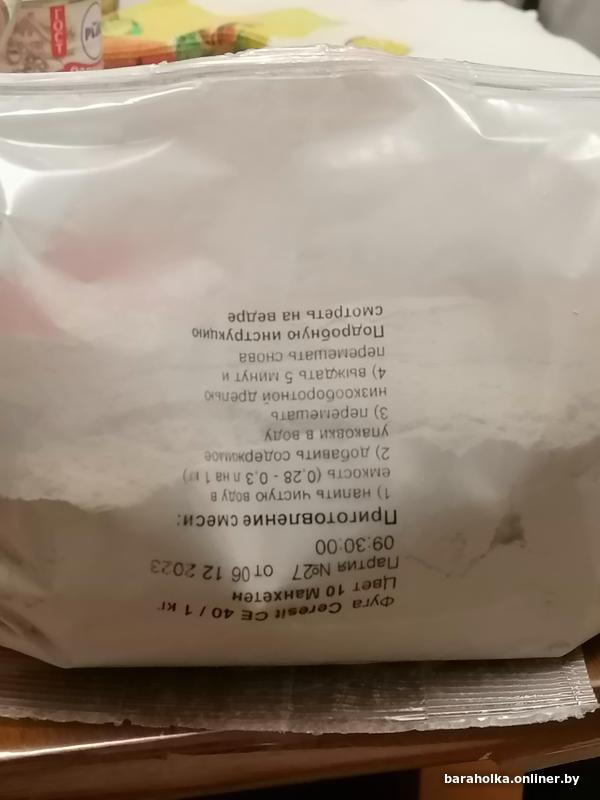 Фуга Ceresit CE 40 / 1 кг
Цвет 10 Манхетен
Партия №27 от 06 12 2023
09:30:00
Приготовление смеси:
1) налить чистую воду в
емкость (0,28 - 0,3 л на 1 кг)
2) добавить содержимое
упаковки в воду
3) перемешать
низкооборотной дрелью
4) выждать 5 минут и
перемешать снова
Подробную инструкцию
смотреть на ведре
ГОСТ
baraholka.onliner.by